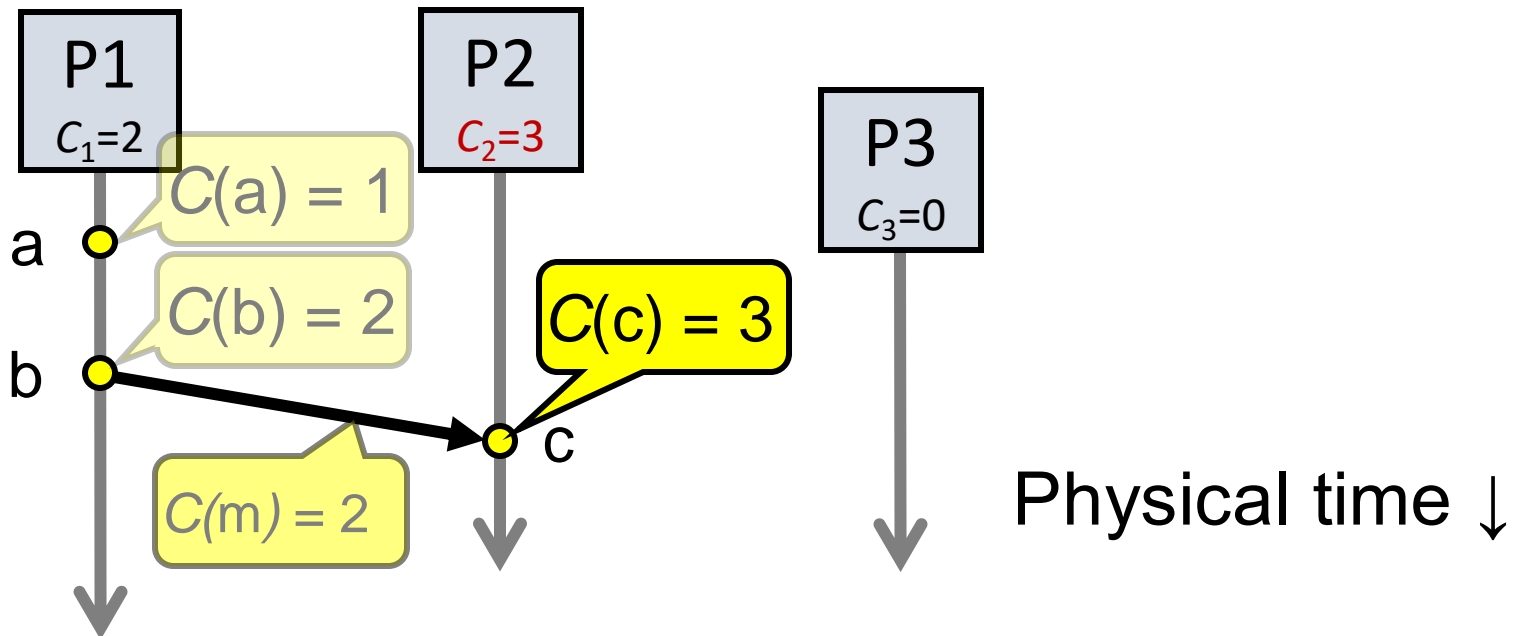 P1
C₁=2
P2
C₂=3
P3
C₃=0
C(a) = 1
a
C(b) = 2
b
C(c) = 3
c
C(m) = 2
Physical time ↓